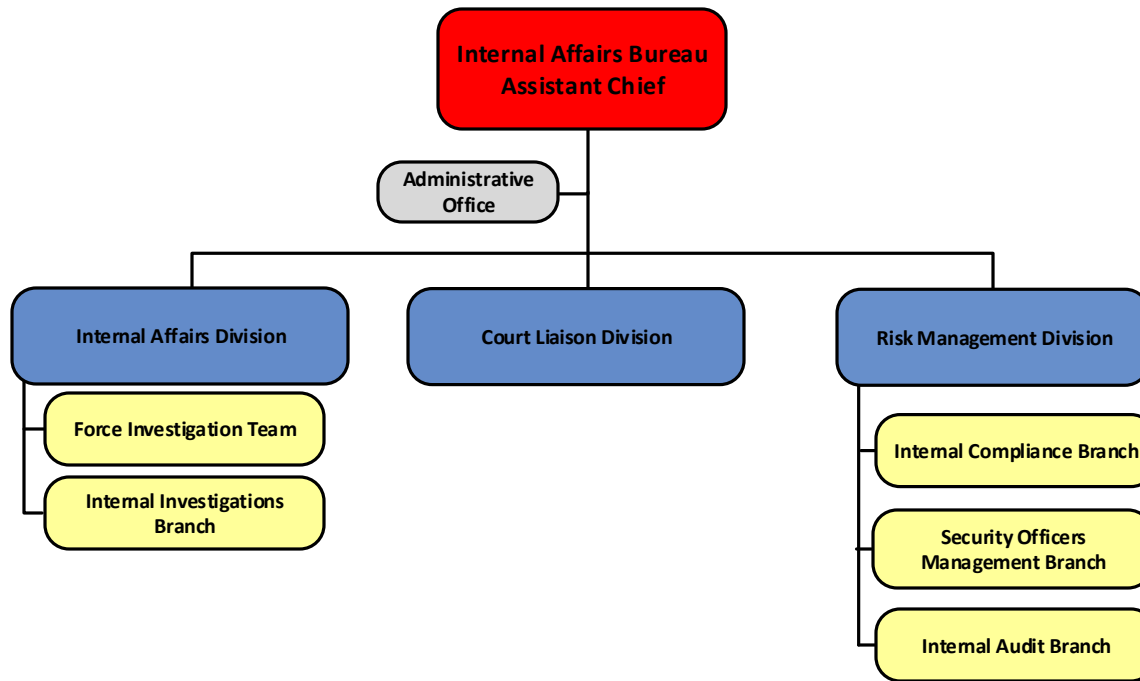 Internal Affairs Bureau
Assistant Chief
Administrative
Office
Internal Affairs Division
Court Liaison Division
Risk Management Division
Force Investigation Team
Internal Investigations
Branch
Internal Compliance Branch
Security Officers
Management Branch
Internal Audit Branch